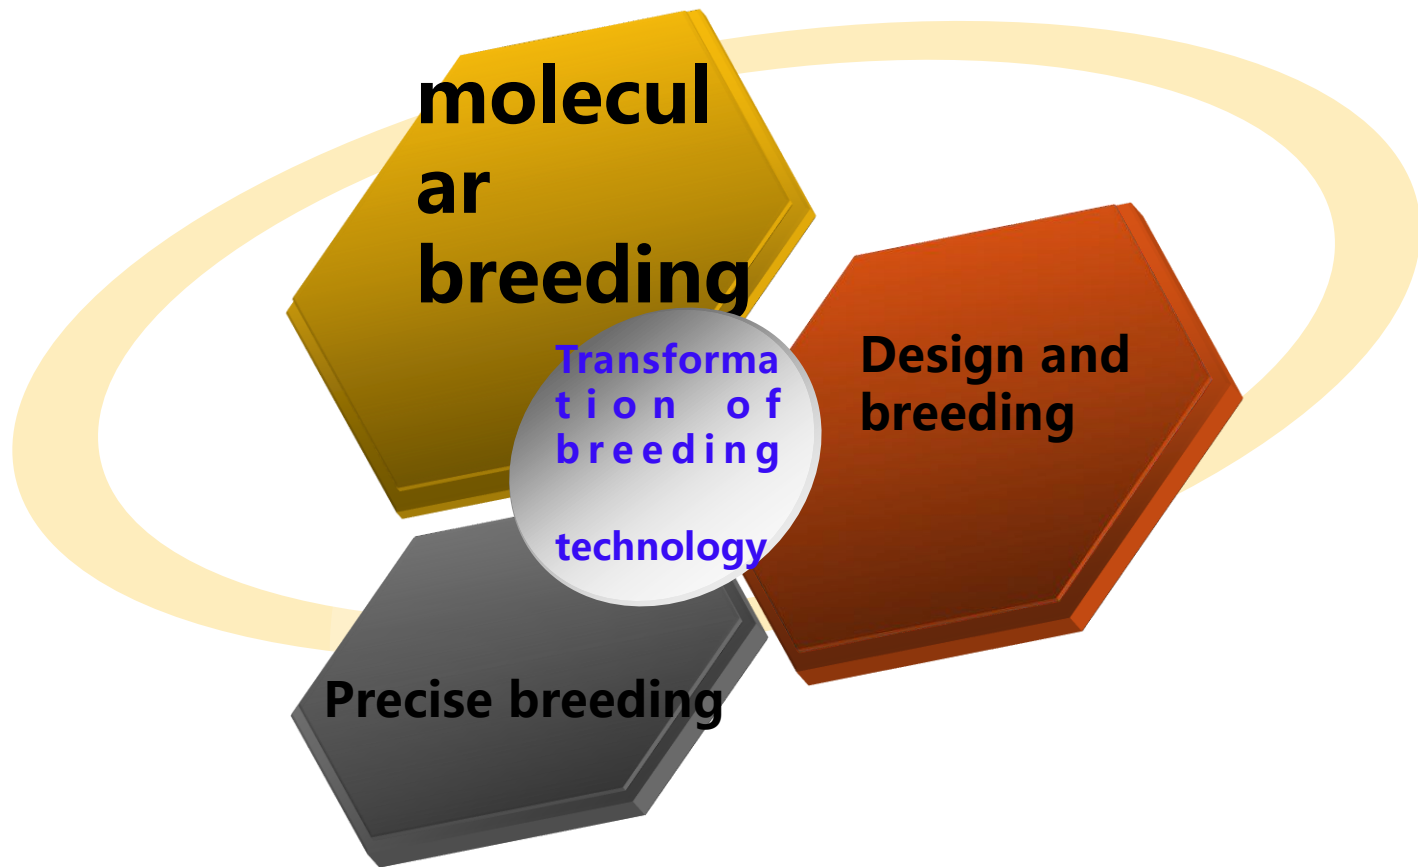 molecul
ar
breeding
Transforma
tion of
breeding
technology
Design and
breeding
Precise breeding